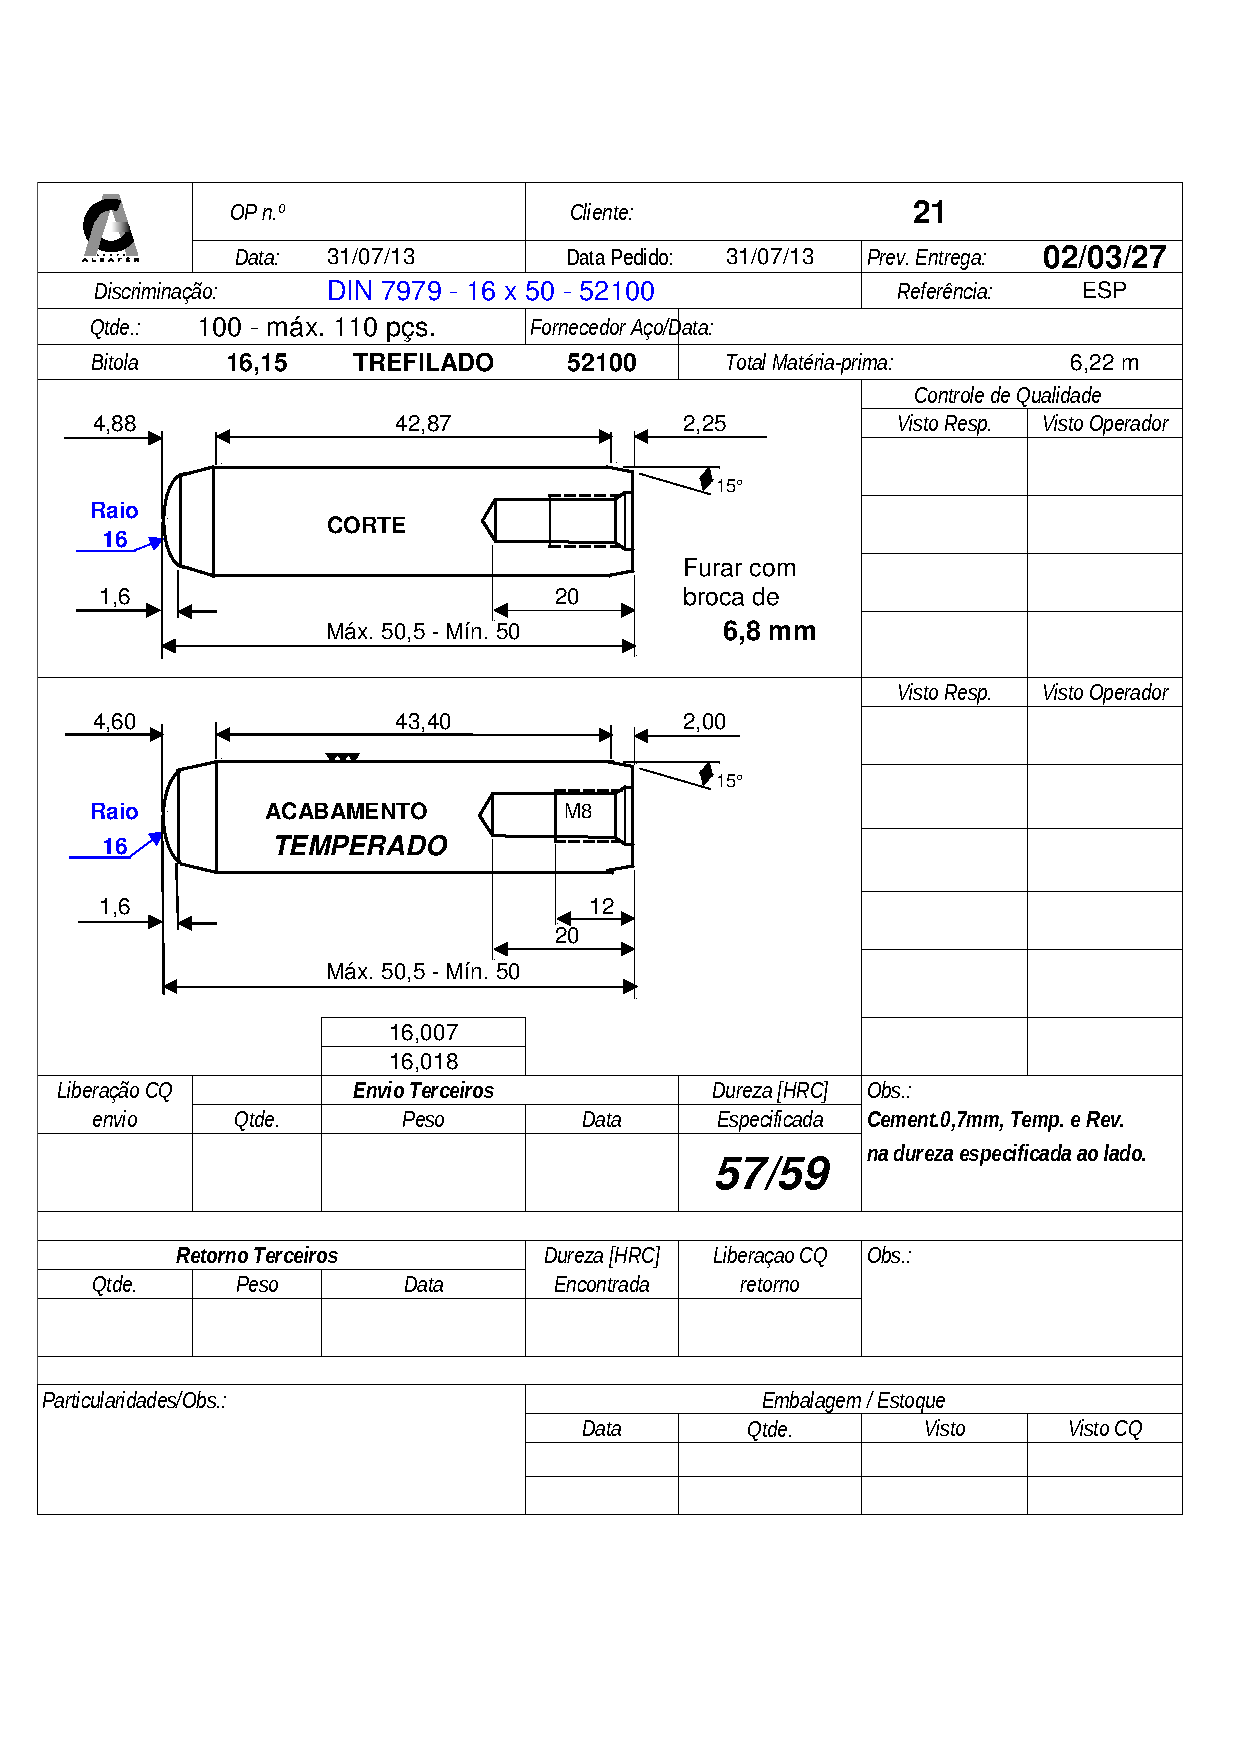 ALBAFER
OP n.º
Cliente:
21
Data:
31/07/13
Data Pedido:
31/07/13
Prev. Entrega:
02/03/27
Discriminação:
DIN 7979 - 16 x 50 - 52100
Referência:
ESP
Qtde.:
100 - máx. 110 pçs.
Fornecedor Aço/Data:
Bitola
16,15
TREFILADO
52100
Total Matéria-prima:
6,22 m
Controle de Qualidade
4,88
42,87
2,25
Visto Resp.
Visto Operador
15°
Raio
16
CORTE
Furar com
1,6
20
broca de
Máx. 50,5 - Mín. 50
6,8 mm
Visto Resp.
Visto Operador
4,60
43,40
2,00
15°
Raio
ACABAMENTO
M8
16
TEMPERADO
1,6
12
20
Máx. 50,5 - Mín. 50
16,007
16,018
Liberação CQ
Envio Terceiros
Dureza [HRC]
Obs.:
envio
Qtde.
Peso
Data
Especificada
Cement.0,7mm, Temp. e Rev.
57/59
na dureza especificada ao lado.
Retorno Terceiros
Dureza [HRC]
Liberaçao CQ
Obs.:
Qtde.
Peso
Data
Encontrada
retorno
Particularidades/Obs.:
Embalagem / Estoque
Data
Qtde.
Visto
Visto CQ